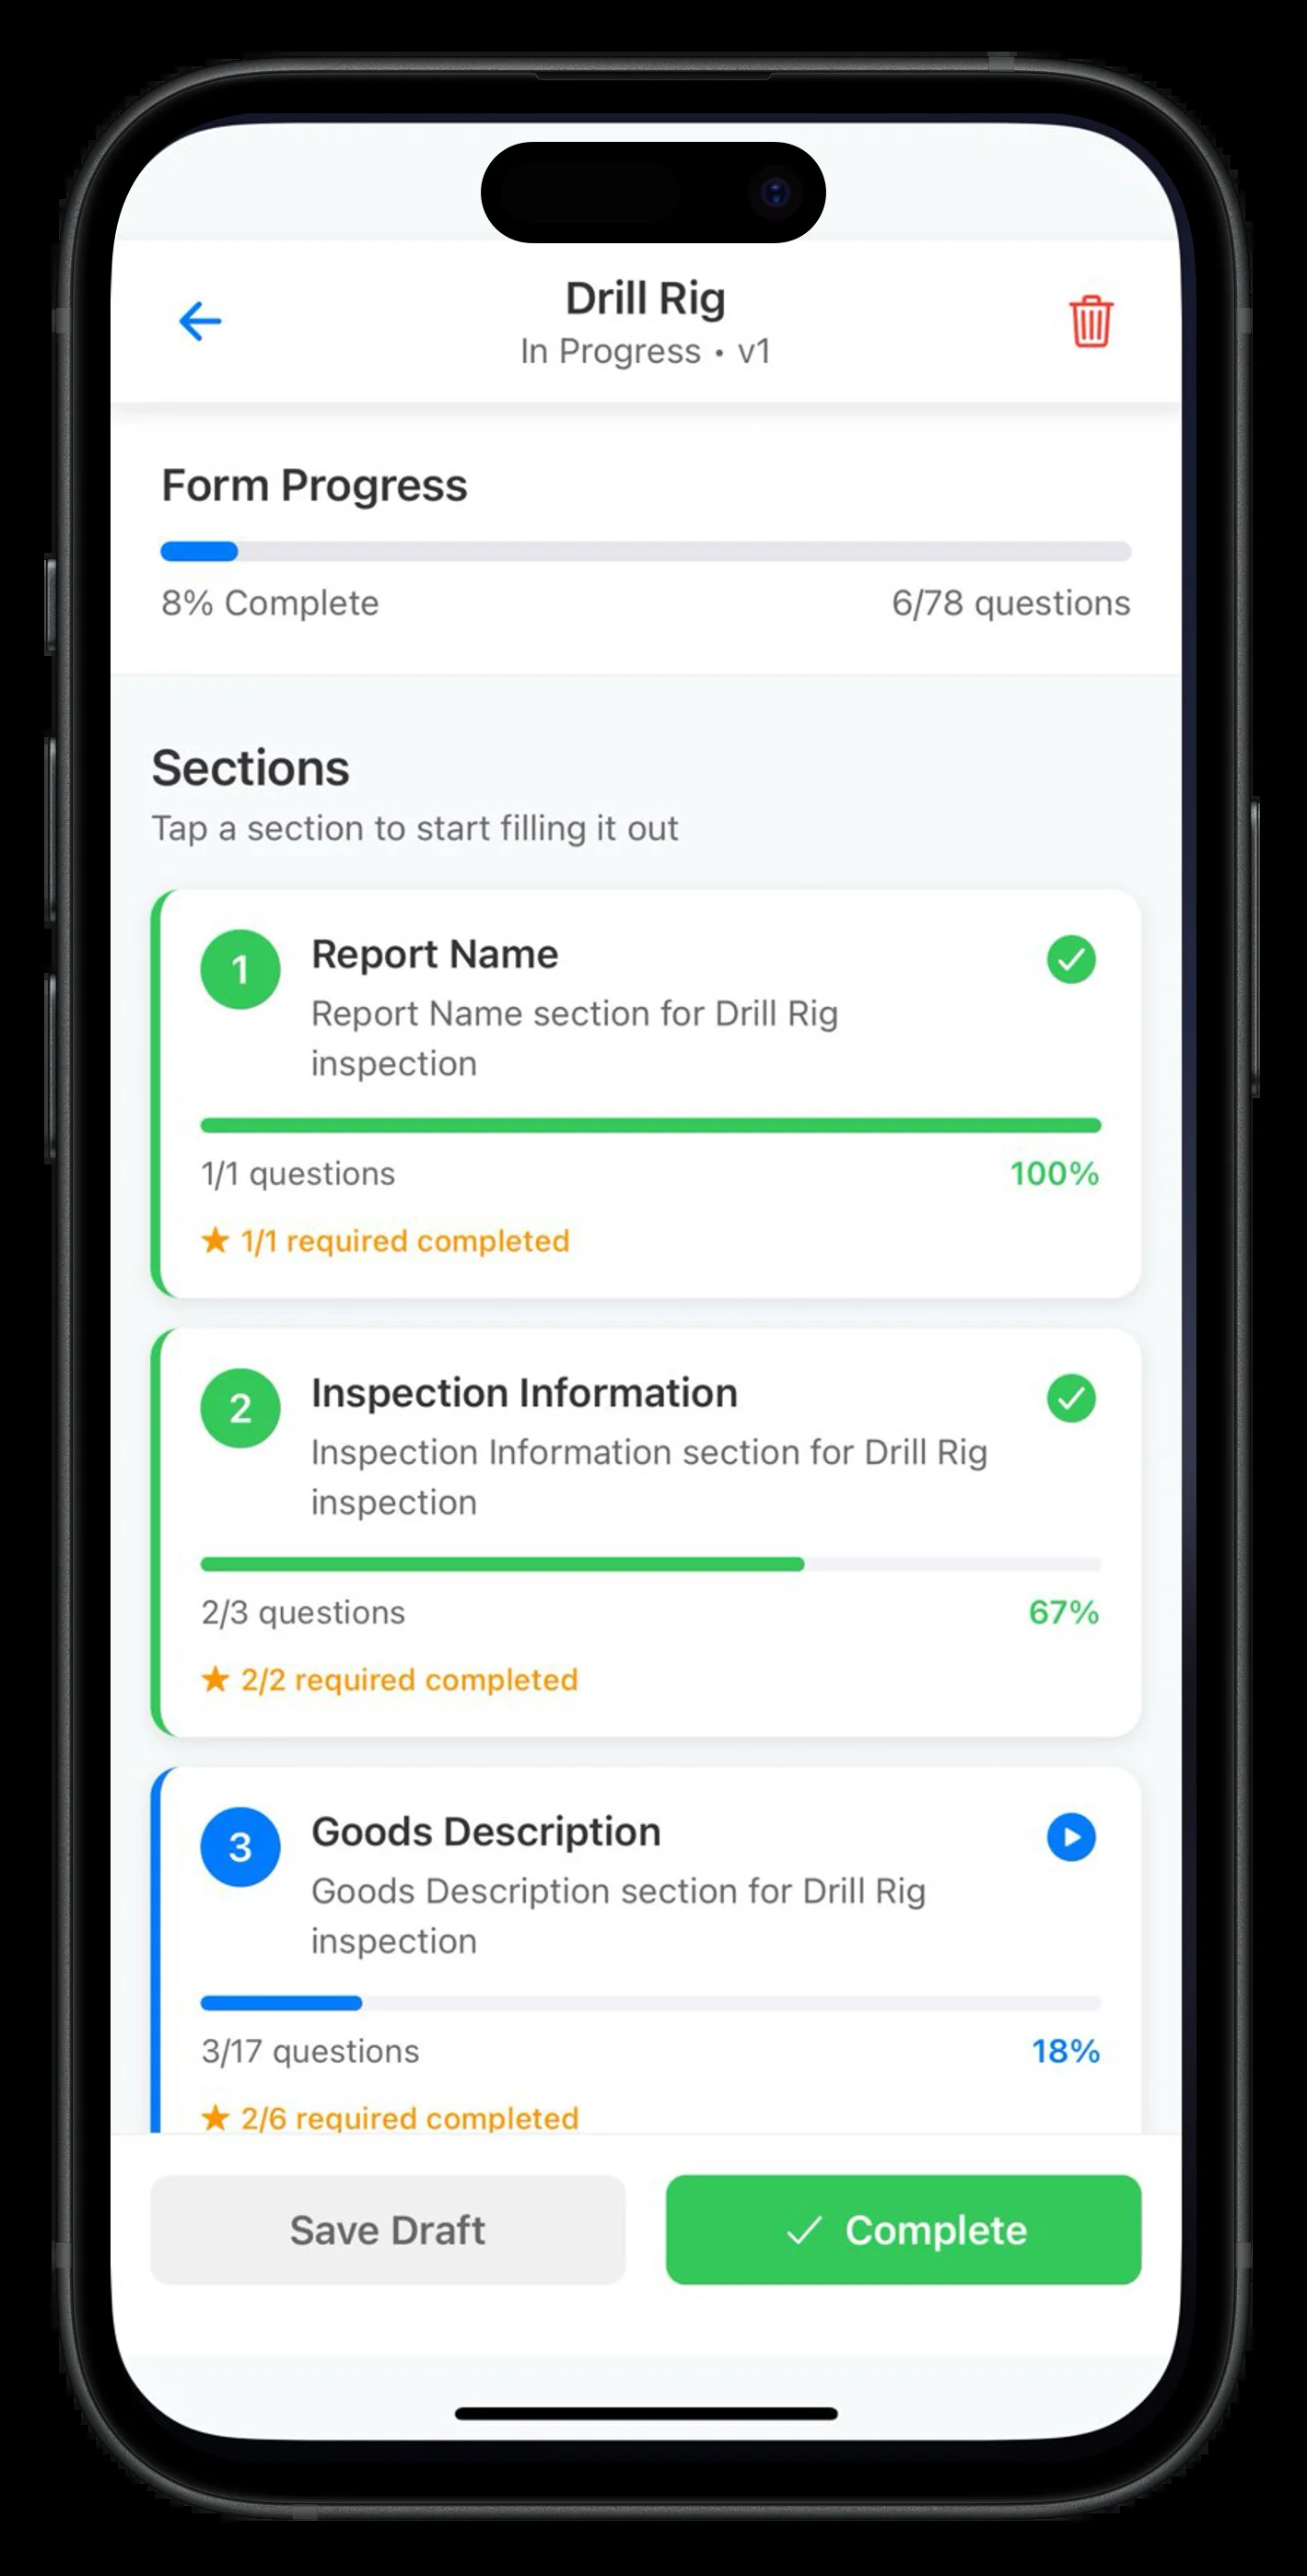 Drill Rig
In Progress • v1
Form Progress
8% Complete
6/78 questions
Sections
Tap a section to start filling it out
1
Report Name
Report Name section for Drill Rig
inspection
1/1 questions
100%
★ 1/1 required completed
2
Inspection Information
Inspection Information section for Drill Rig
inspection
2/3 questions
67%
★ 2/2 required completed
3
Goods Description
Goods Description section for Drill Rig
inspection
3/17 questions
18%
★ 2/6 required completed
Save Draft
✓ Complete